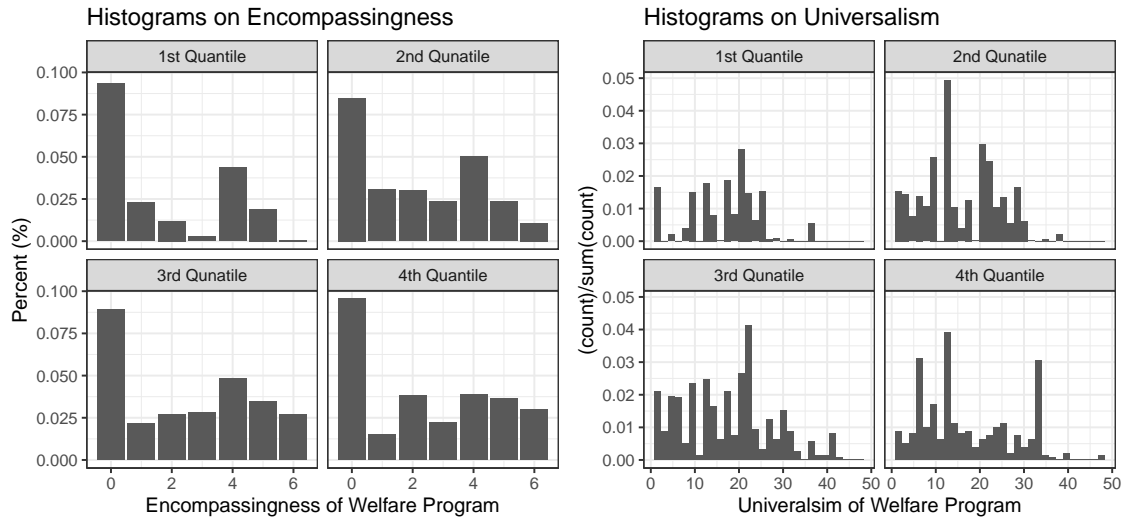 Histograms on Encompassingness
1st Quantile
2nd Qunatile
0.100
0.075
0.050
0.025
0.000
3rd Qunatile
4th Quantile
0.100
0.075
0.050
0.025
0.000
0 2 4 6
0 2 4 6
Percent (%)
Encompassingness of Welfare Program
Histograms on Universalism
1st Quantile
2nd Qunatile
0.05
0.04
0.03
0.02
0.01
0.00
3rd Qunatile
4th Quantile
0.05
0.04
0.03
0.02
0.01
0.00
0 10 20 30 40 50
0 10 20 30 40 50
(count)/sum(count)
Univeralsim of Welfare Program